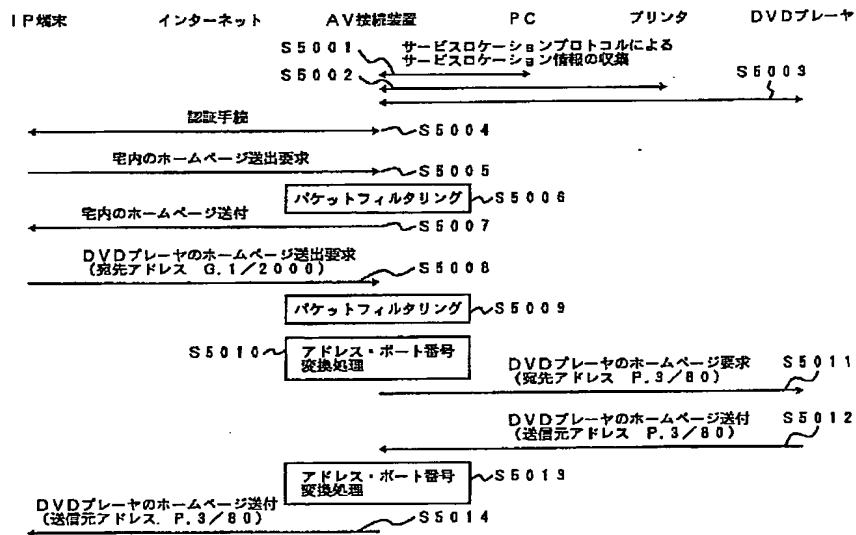 IP端末 インターネット AV接続装置 PC プリンタ DVDプレーヤ
S5001 サービスロケーションプロトコルによる
サービスロケーション情報の収集
S5002
S5003
認証手続
S5004
宅内のホームページ送出要求
S5005
パケットフィルタリング S5006
宅内のホームページ送付
S5007
DVDプレーヤのホームページ送出要求
(宛先アドレス G.1/2000)
S5008
パケットフィルタリング S5009
S5010 アドレス・ポート番号
変換処理
DVDプレーヤのホームページ要求
(宛先アドレス P.3/80)
S5011
DVDプレーヤのホームページ送付
(送信元アドレス P.3/80)
S5012
アドレス・ポート番号
変換処理
S5013
DVDプレーヤのホームページ送付
(送信元アドレス. P.3/80)
S5014